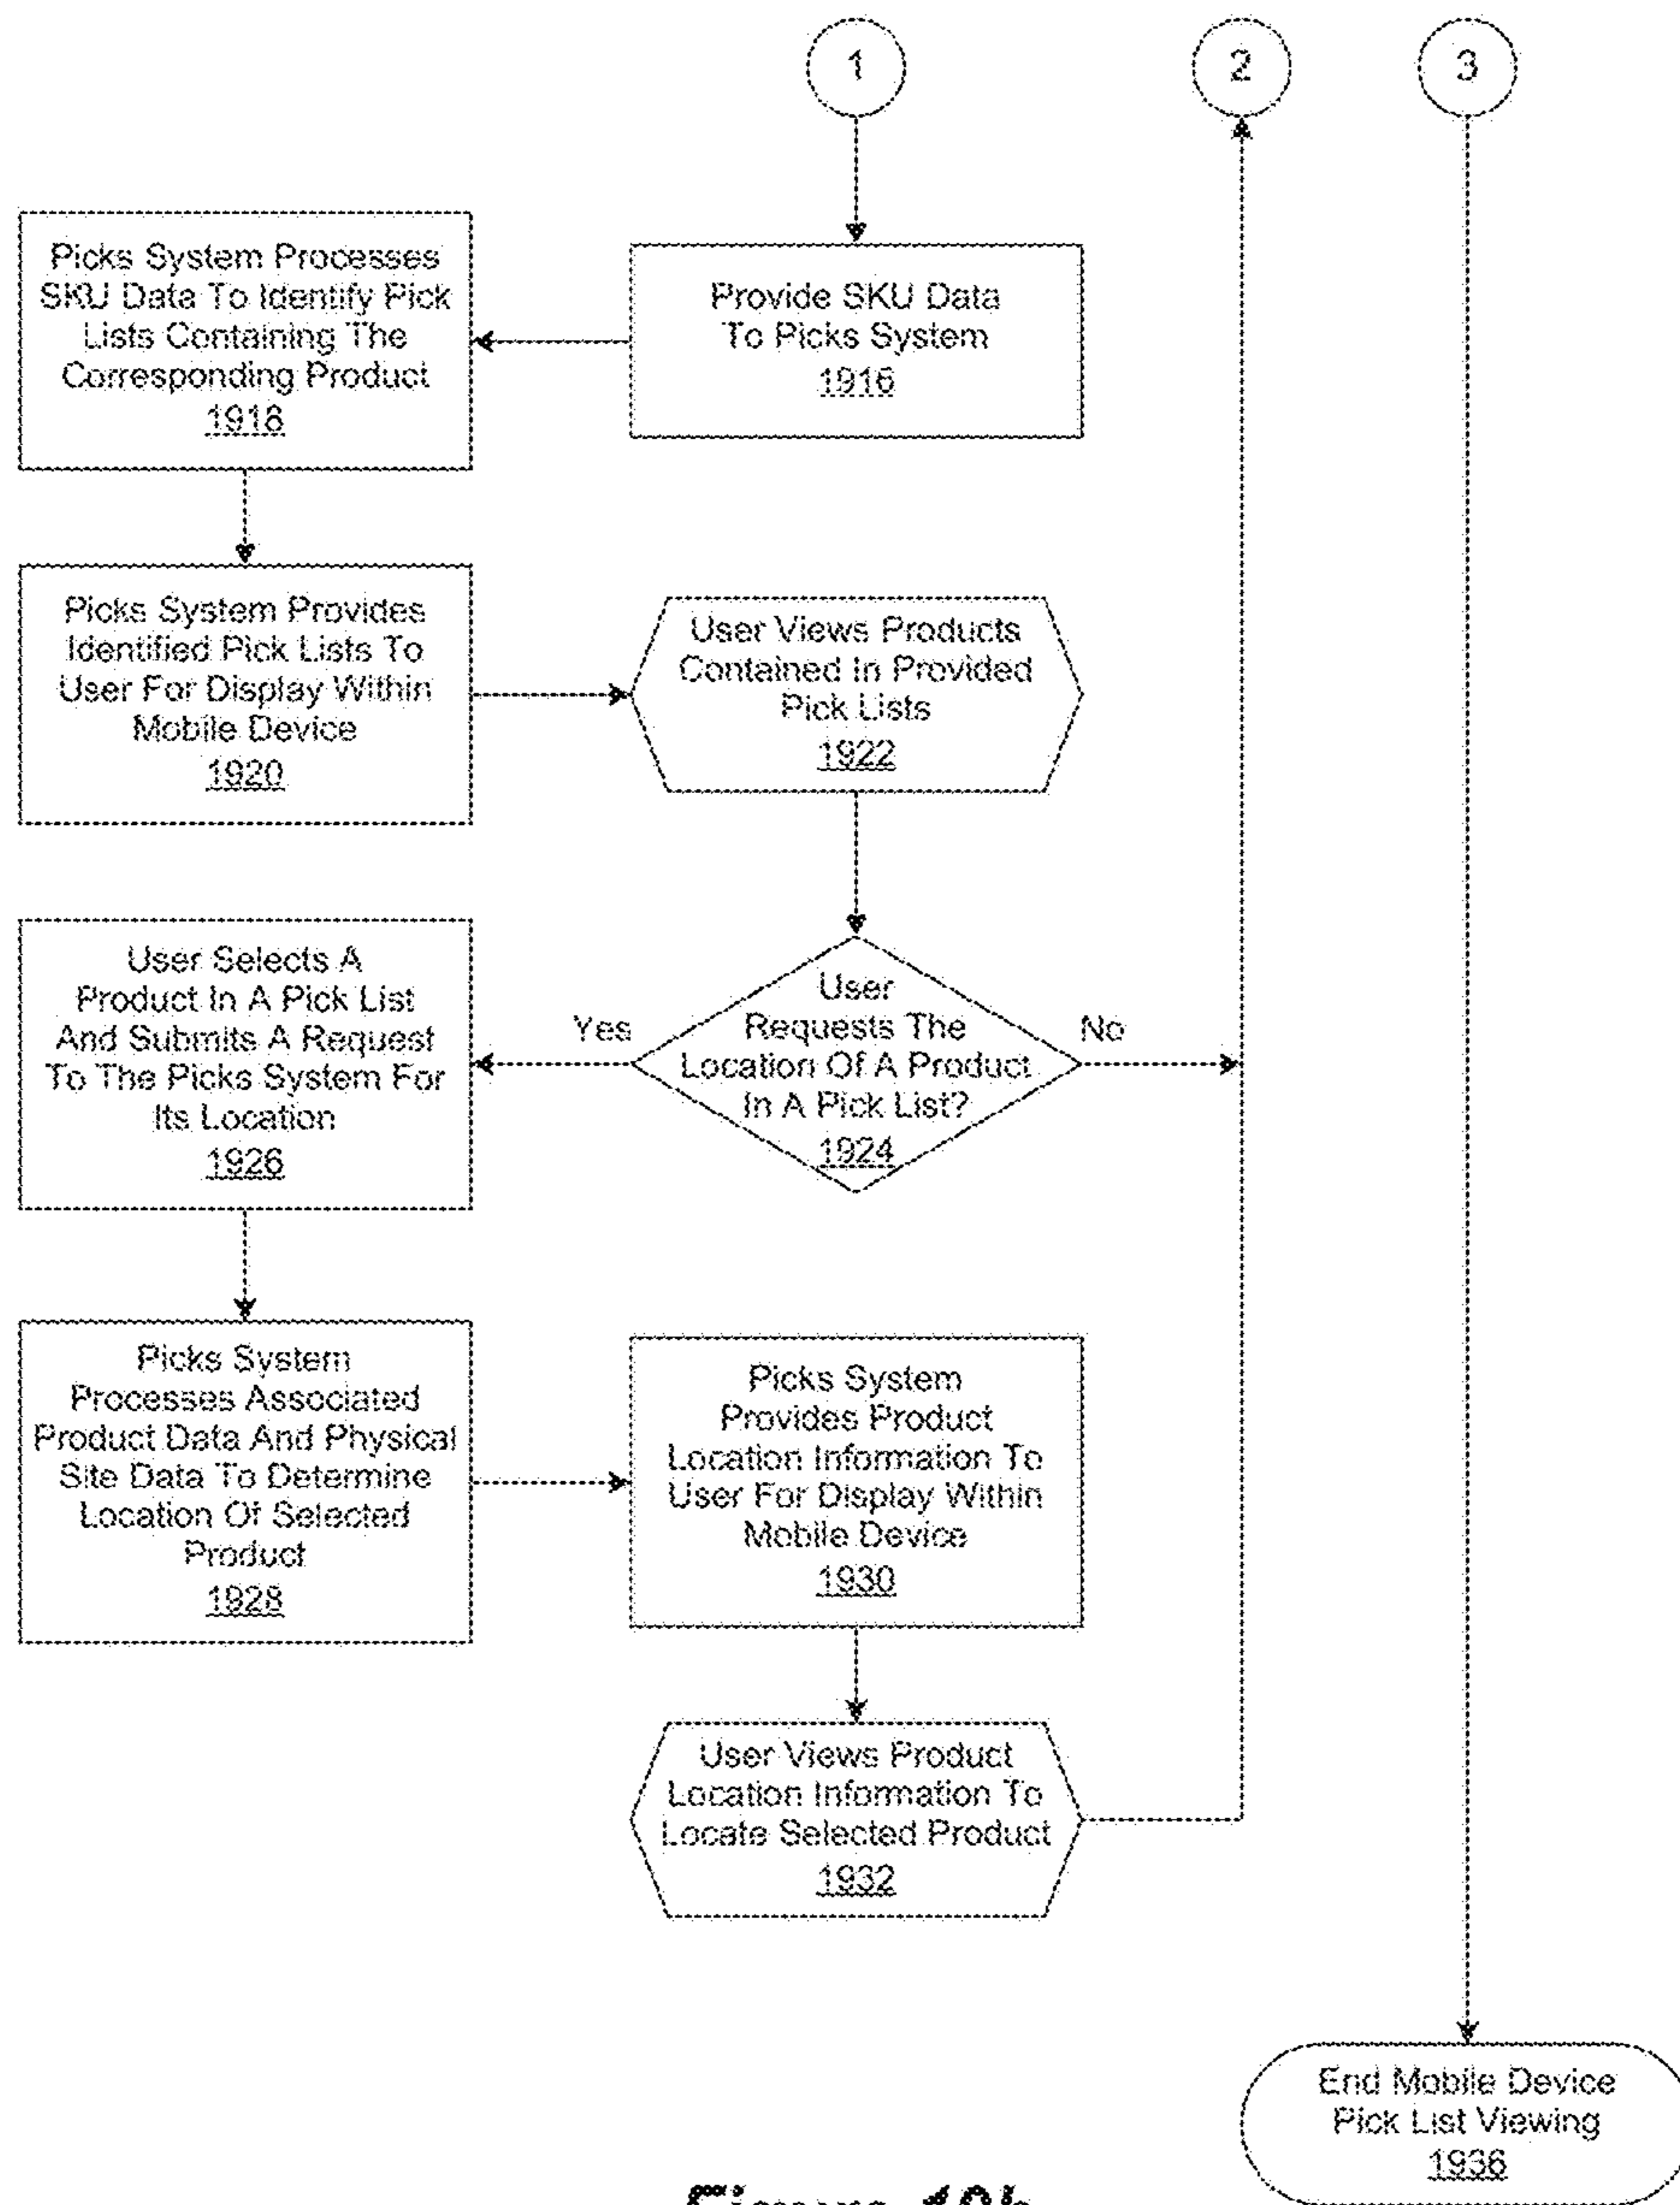 1
2
3
Provide SKU Data
To Picks System
1916
Picks System Processes
SKU Data To Identify Pick
Lists Containing The
Corresponding Product
1918
Picks System Provides
Identified Pick Lists To
User For Display Within
Mobile Device
1920
User Views Products
Contained In Provided
Pick Lists
1922
User
Requests The
Location Of A Product
In A Pick List?
1924
Yes
No
User Selects A
Product In A Pick List
And Submits A Request
To The Picks System For
Its Location
1926
Picks System
Processes Associated
Product Data And Physical
Site Data To Determine
Location Of Selected
Product
1928
Picks System
Provides Product
Location Information To
User For Display Within
Mobile Device
1930
User Views Product
Location Information To
Locate Selected Product
1932
End Mobile Device
Pick List Viewing
1936
Figure 19b